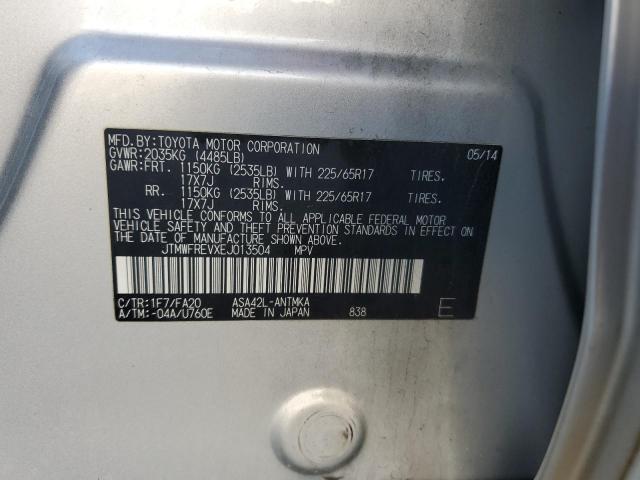 MFD.BY:TOYOTA MOTOR CORPORATION 05/14
GVWR:2035KG (4485LB)
GAWR:FRT. 1150KG (2535LB) WITH 225/65R17 TIRES.
17X7J RIMS.
RR. 1150KG (2535LB) WITH 225/65R17 TIRES.
17X7J RIMS.
THIS VEHICLE CONFORMS TO ALL APPLICABLE FEDERAL MOTOR
VEHICLE SAFETY AND THEFT PREVENTION STANDARDS IN EFFECT
ON THE DATE OF MANUFACTURE SHOWN ABOVE.
JTMWFREVXEJ013504 MPV
C/TR:1F7/FA20 ASA42L-ANTMKA
A/TM:-04A/U760E MADE IN JAPAN 838 E